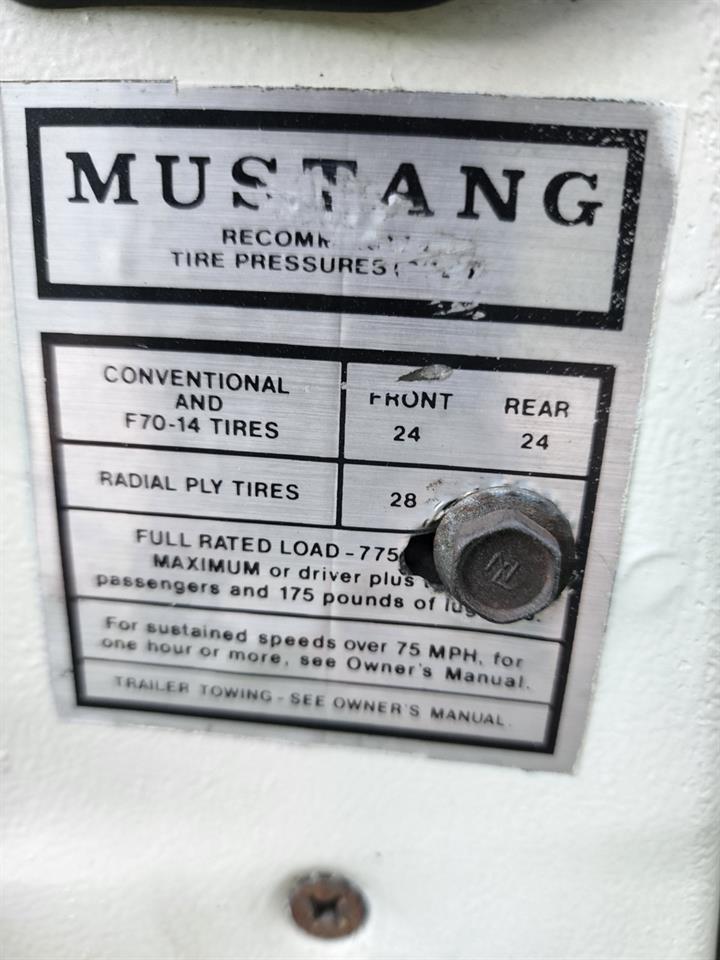 MUSTANG
TIRE PRESSURES
CONVENTIONAL
AND
F70-14 TIRES
FRONT REAR
24 24
RADIAL PLY TIRES 28
FULL RATED LOAD - 775
MAXIMUM or driver plus
passengers and 175 pounds of
For sustained speeds over 75 MPH, for
one hour or more, see Owner's Manual.
TRAILER TOWING - SEE OWNER'S MANUAL.